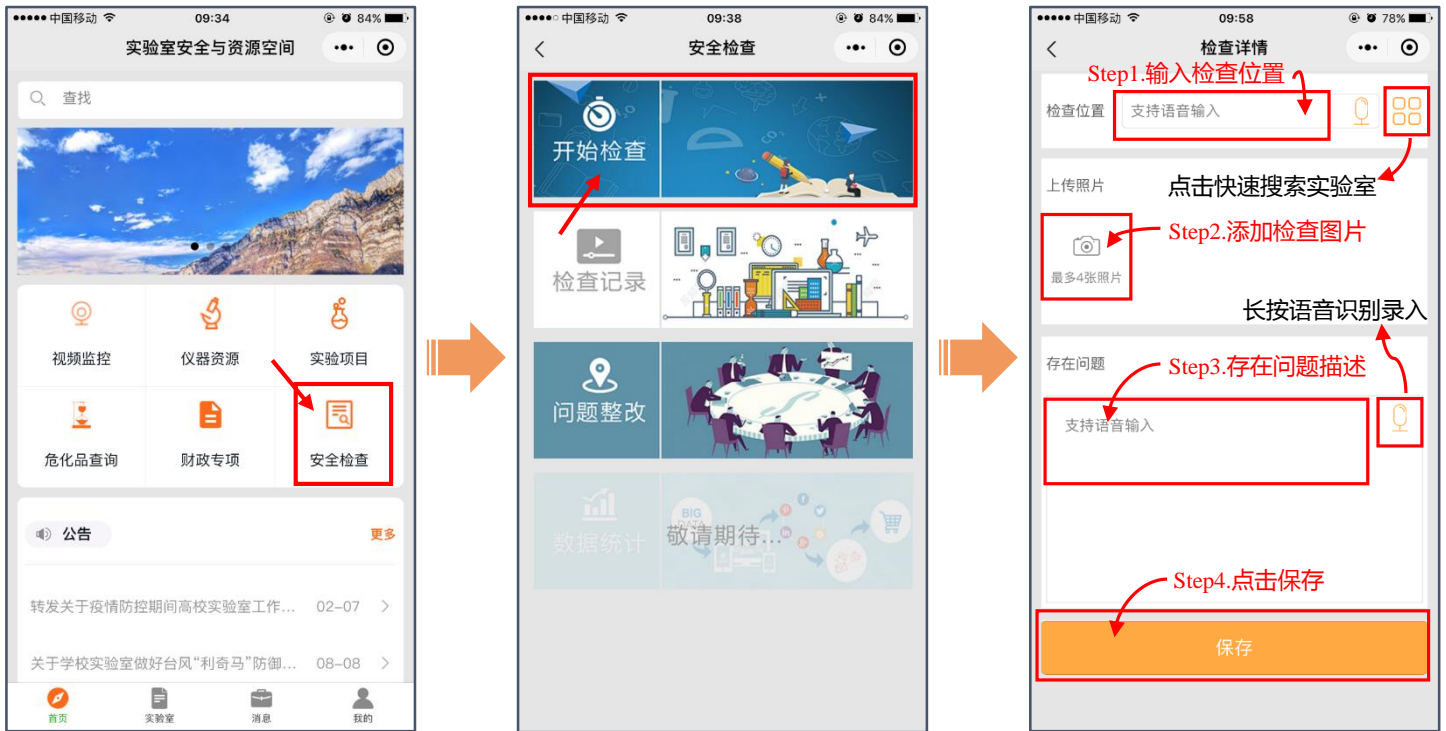 中国移动 09:34 84%
实验室安全与资源空间
查找
视频监控 仪器资源 实验项目
危化品查询 财政专项 安全检查
公告 更多
转发关于疫情防控期间高校实验室工作... 02-07
关于学校实验室做好台风“利奇马”防御... 08-08
首页 实验室 消息 我的
中国移动 09:38 84%
安全检查
开始检查
检查记录
问题整改
数据统计
BIG
敬请期待...
中国移动 09:58 78%
检查详情
Step1.输入检查位置
检查位置 支持语音输入
上传照片 点击快速搜索实验室
Step2.添加检查图片
最多4张照片
长按语音识别录入
存在问题 Step3.存在问题描述
支持语音输入
Step4.点击保存
保存